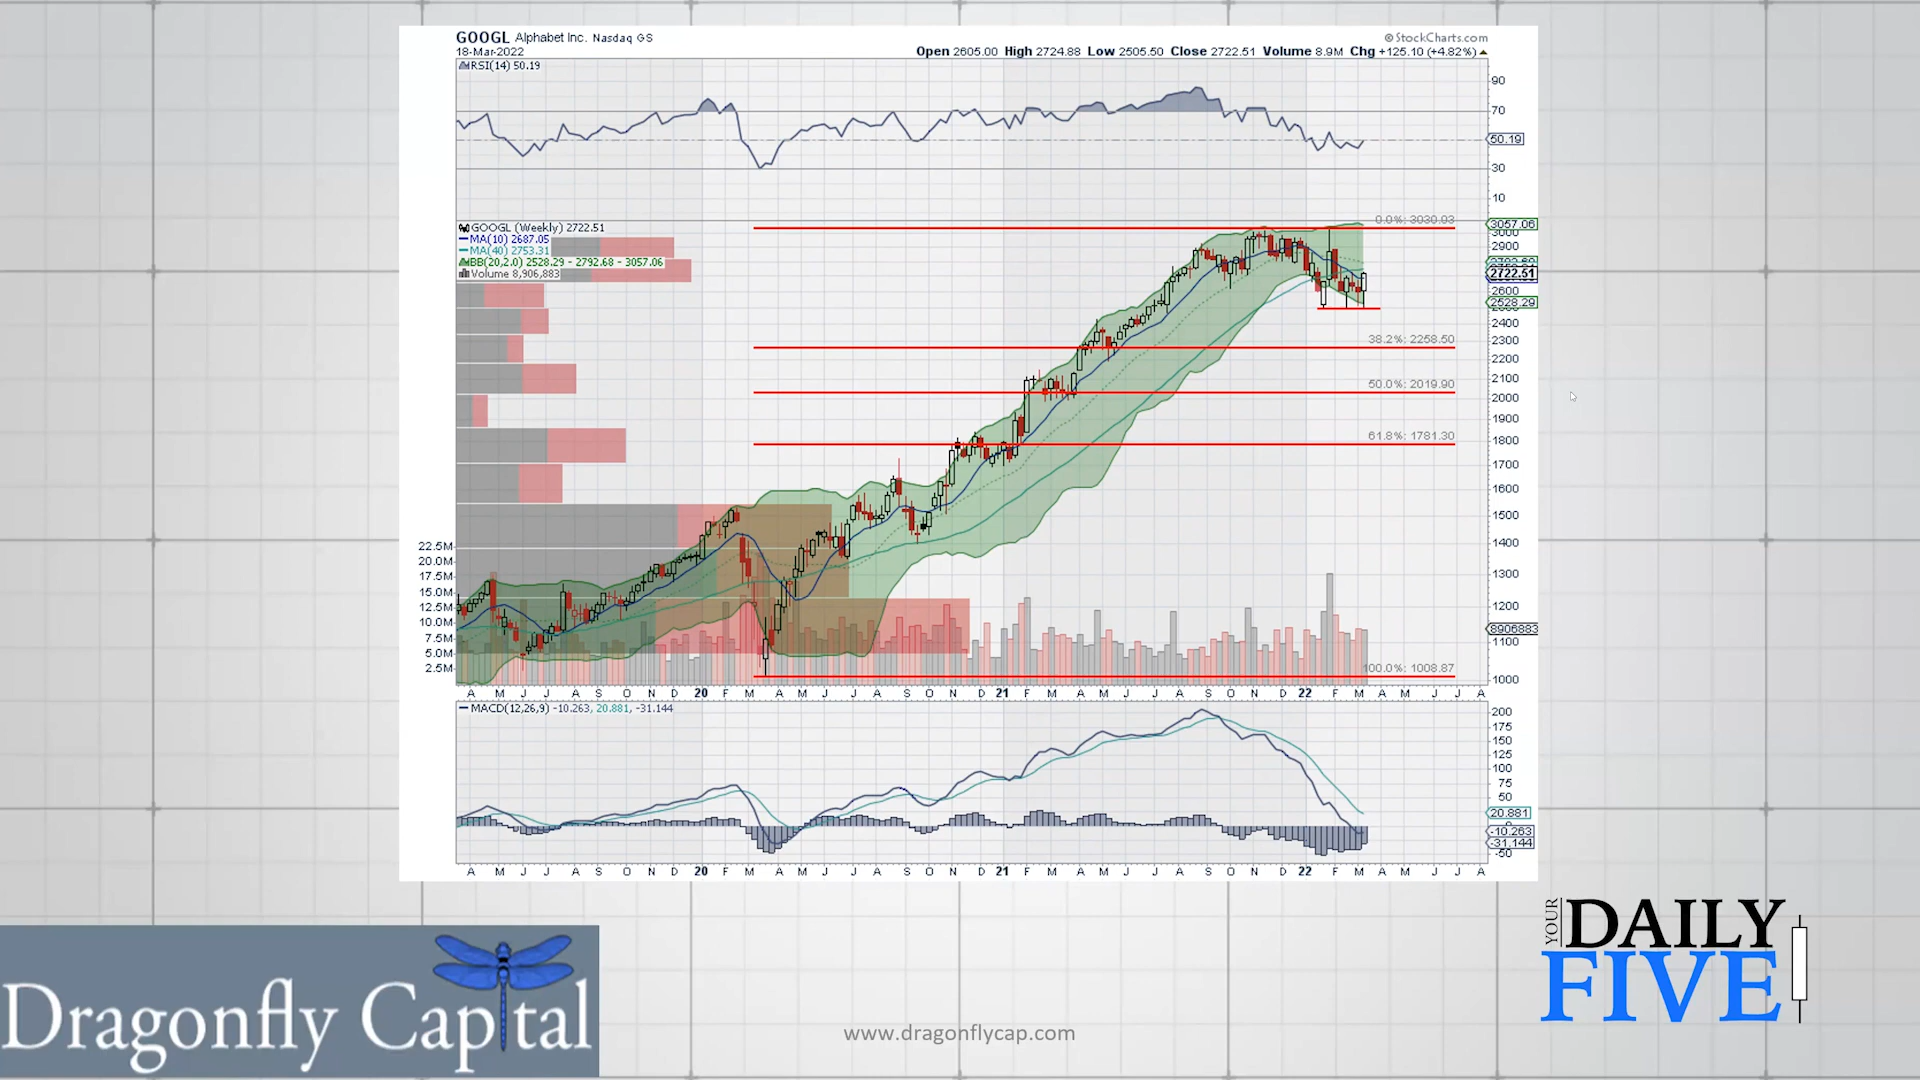 GOOGL Alphabet Inc. Nasdaq GS
© StockCharts.com
18-Mar-2022
Open 2605.00 High 2724.88 Low 2505.50 Close 2722.51 Volume 8.9M Chg +125.10 (+4.82%)
RSI(14) 50.19
90
70
50.19
30
10
GOOGL (Weekly) 2722.51
MA(10) 2687.05
MA(40) 2753.31
BB(20,2.0) 2528.29 - 2792.68 - 3057.06
Volume 8,906,883
0.0%: 3030.03
38.2%: 2258.50
50.0%: 2019.90
61.8%: 1781.30
100.0%: 1008.87
3057.06
3000
2900
2722.51
2600
2528.29
2400
2300
2200
2100
2000
1900
1800
1700
1600
1500
1400
1300
1200
8906883
1100
1000
22.5M
20.0M
17.5M
15.0M
12.5M
10.0M
7.5M
5.0M
2.5M
A M J J A S O N D 20 F M A M J J A S O N D 21 F M A M J J A S O N D 22 F M A M J J A
MACD(12,26,9) -10.263, 20.881, -31.144
200
175
150
125
100
75
50
20.881
-10.263
-31.144
-50
A M J J A S O N D 20 F M A M J J A S O N D 21 F M A M J J A S O N D 22 F M A M J J A
Dragonfly Capital
www.dragonflycap.com
YOUR
DAILY
FIVE